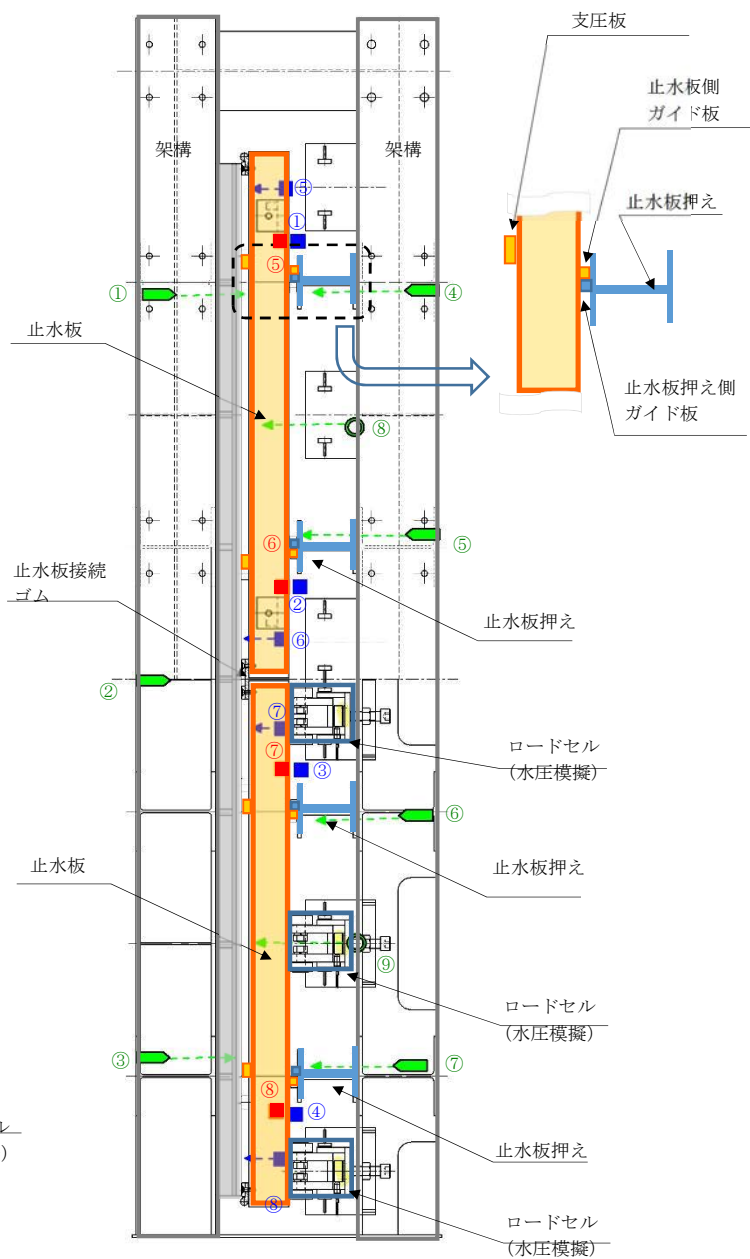 支圧板
止水板側
ガイド板
架構
架構
止水板押え
⑤
①
⑤
①
④
止水板
止水板押え側
ガイド板
⑧
⑥
⑤
止水板接続
ゴム
②
止水板押え
⑥
②
⑦
ロードセル
(水圧模擬)
⑦
③
⑥
止水板
止水板押え
⑨
ロードセル
(水圧模擬)
③
⑦
⑧
④
ル
)
止水板押え
⑧
ロードセル
(水圧模擬)